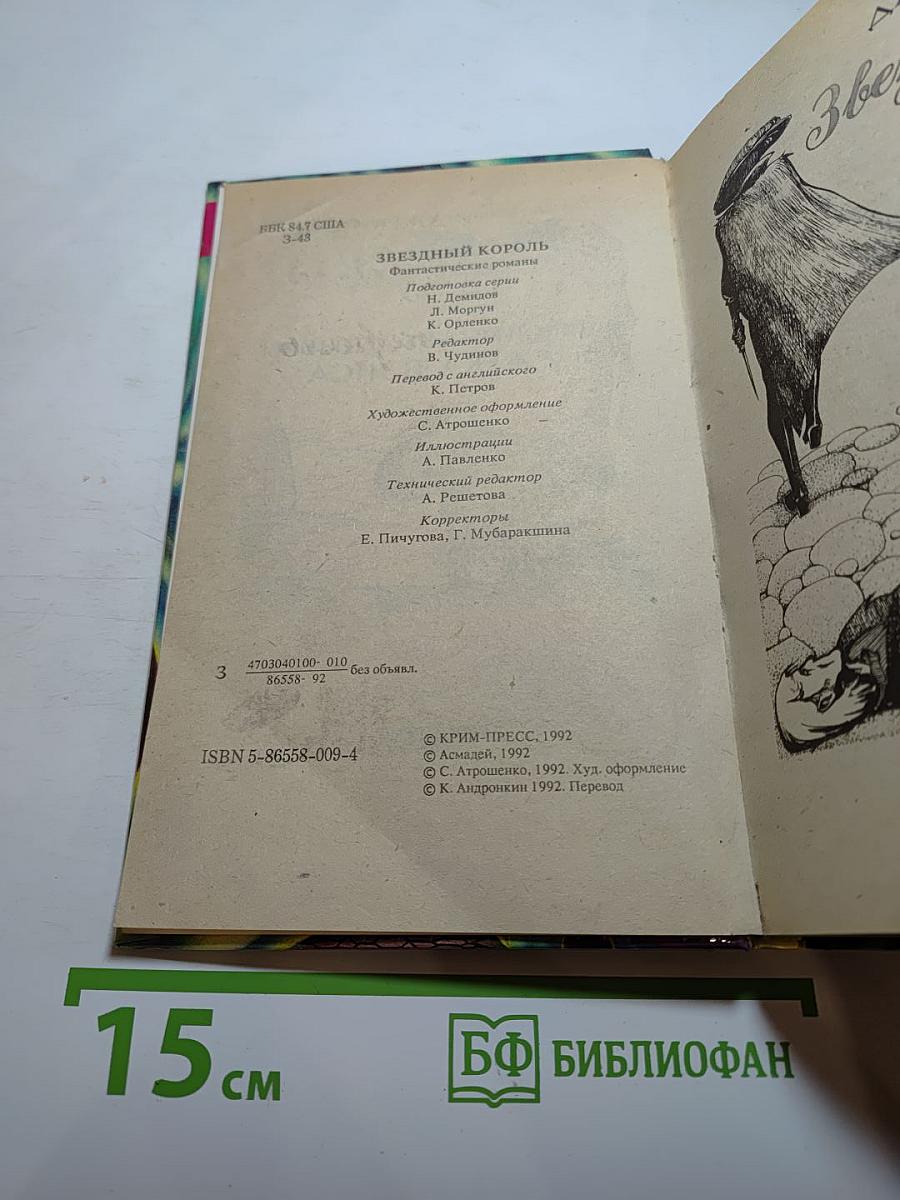 ББК 84.7 США
З-43
ЗВЕЗДНЫЙ КОРОЛЬ
Фантастические романы
Подготовка серии
Н. Демидов
Л. Моргун
К. Орленко
Редактор
В. Чудинов
Перевод с английского
К. Петров
Художественное оформление
С. Атрошенко
Иллюстрации
А. Павленко
Технический редактор
А. Решетова
Корректоры
Е. Пичугова, Г. Мубаракшина
З 4703040100- 010
86558- 92 без объявл.
ISBN 5-86558-009-4
© КРИМ-ПРЕСС, 1992
© Асмадей, 1992
© С. Атрошенко, 1992. Худ. оформление
© К. Андронкин 1992. Перевод
Звез
15 см
БФ БИБЛИОФАН